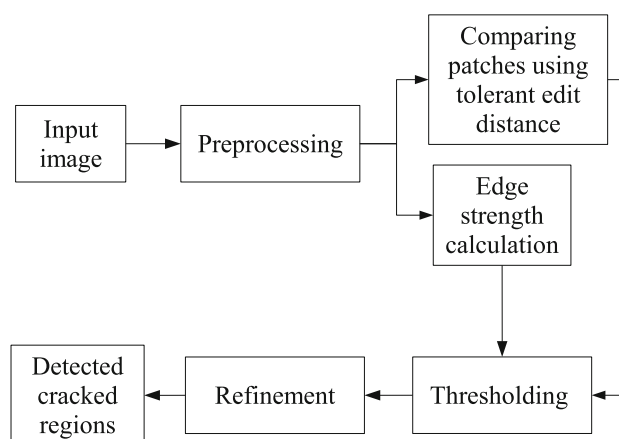 Input
image
Preprocessing
Comparing
patches using
tolerant edit
distance
Edge
strength
calculation
Thresholding
Refinement
Detected
cracked
regions